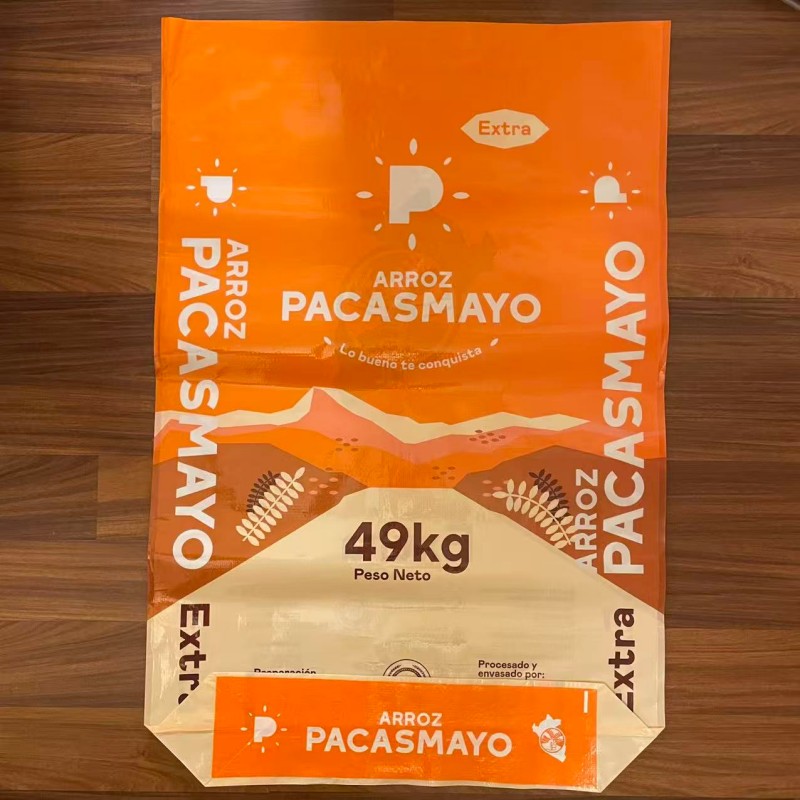 Extra
P
ARROZ
PACASMAYO
Lo bueno te conquista
P
ARROZ
PACASMAYO
Extra
P
ARROZ
PACASMAYO
Extra
49kg
Peso Neto
Preparación
Procesado y
envasado por:
P
ARROZ
PACASMAYO